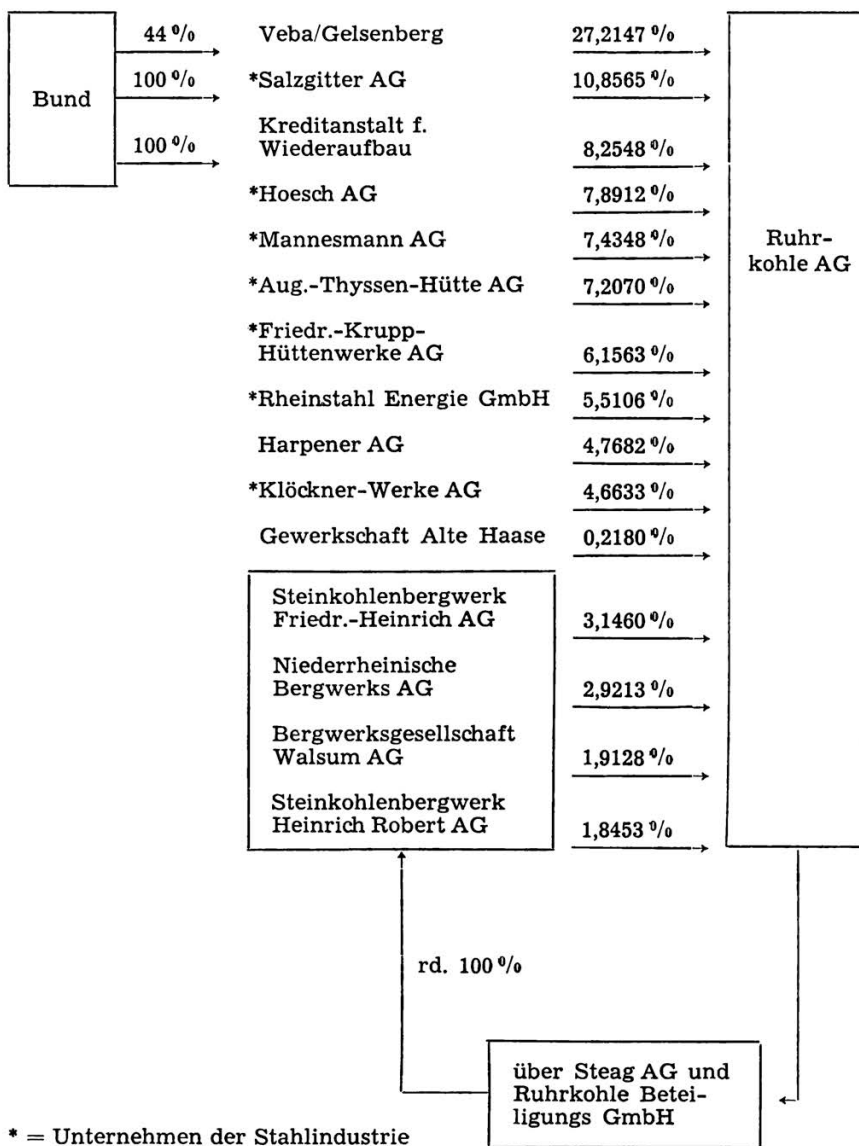 44 % Veba/Gelsenberg 27,2147 %
Bund
100 % *Salzgitter AG 10,8565 %
Kreditanstalt f.
100 % Wiederaufbau 8,2548 %
*Hoesch AG 7,8912 %
*Mannesmann AG 7,4348 %
Ruhr-
kohle AG
*Aug.-Thyssen-Hütte AG 7,2070 %
*Friedr.-Krupp-
Hüttenwerke AG 6,1563 %
*Rheinstahl Energie GmbH 5,5106 %
Harpener AG 4,7682 %
*Klöckner-Werke AG 4,6633 %
Gewerkschaft Alte Haase 0,2180 %
Steinkohlenbergwerk
Friedr.-Heinrich AG 3,1460 %
Niederrheinische
Bergwerks AG 2,9213 %
Bergwerksgesellschaft
Walsum AG 1,9128 %
Steinkohlenbergwerk
Heinrich Robert AG 1,8453 %
rd. 100 %
über Steag AG und
Ruhrkohle Betei-
ligungs GmbH
* = Unternehmen der Stahlindustrie